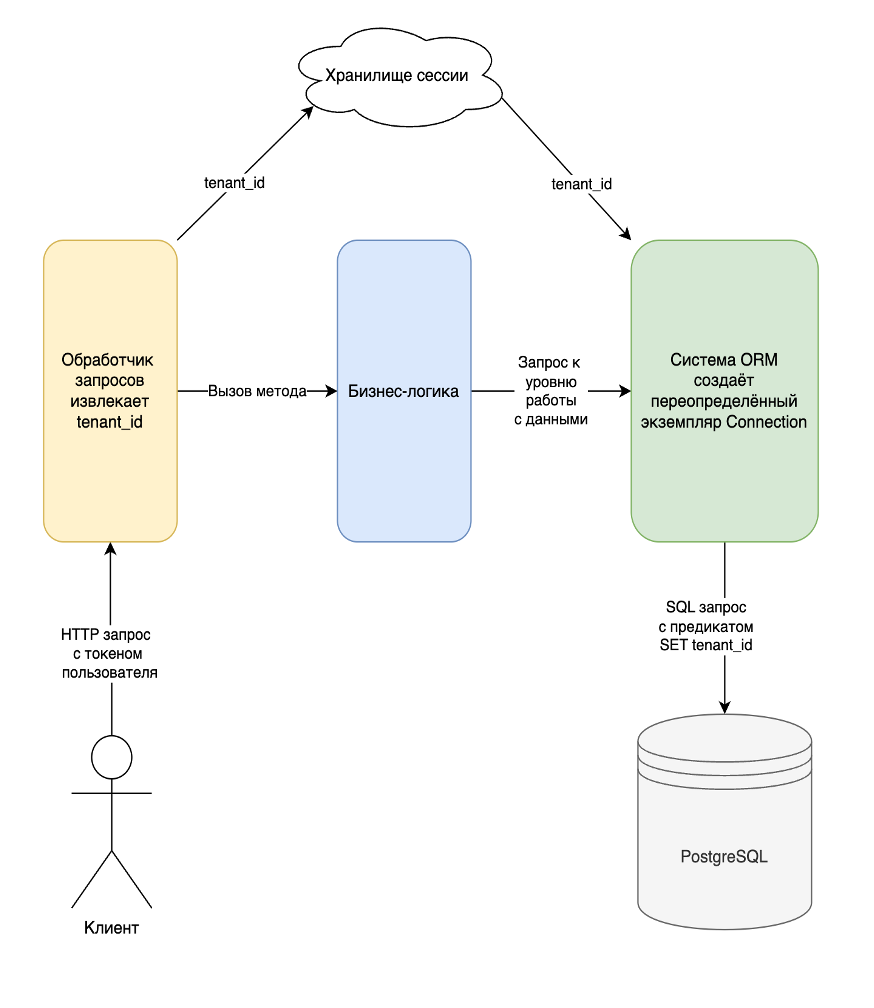 Хранилище сессии
tenant_id
tenant_id
Обработчик
запросов
извлекает
tenant_id
Вызов метода
Бизнес-логика
Запрос к
уровню
работы
с данными
Система ORM
создаёт
переопределённый
экземпляр Connection
HTTP запрос
с токеном
пользователя
SQL запрос
с предикатом
SET tenant_id
PostgreSQL
Клиент